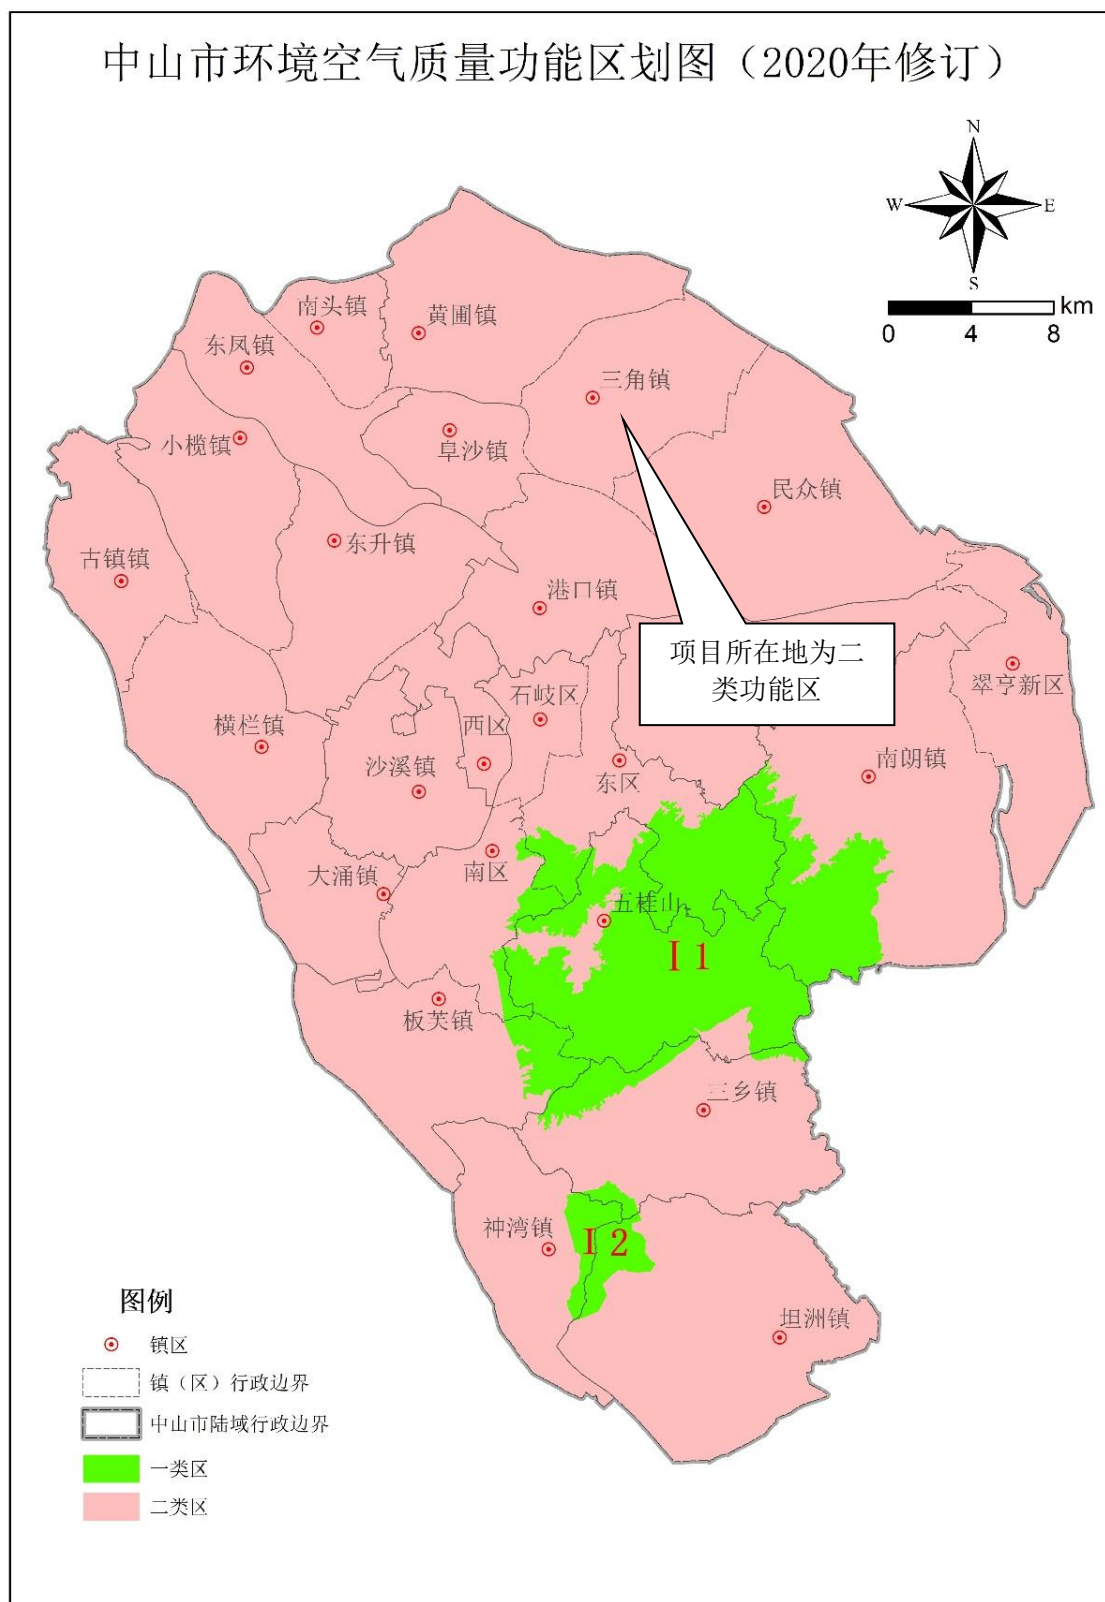 中山市环境空气质量功能区划图（2020年修订）
N
W
E
S
km
0
4
8
南头镇
黄圃镇
东凤镇
三角镇
小榄镇
阜沙镇
民众镇
古镇镇
东升镇
港口镇
项目所在地为二
类功能区
翠亨新区
石岐区
横栏镇
西区
沙溪镇
东区
南朗镇
大涌镇
南区
五桂山
I 1
板芙镇
三乡镇
神湾镇
I 2
坦洲镇
图例
镇区
镇（区）行政边界
中山市陆域行政边界
一类区
二类区